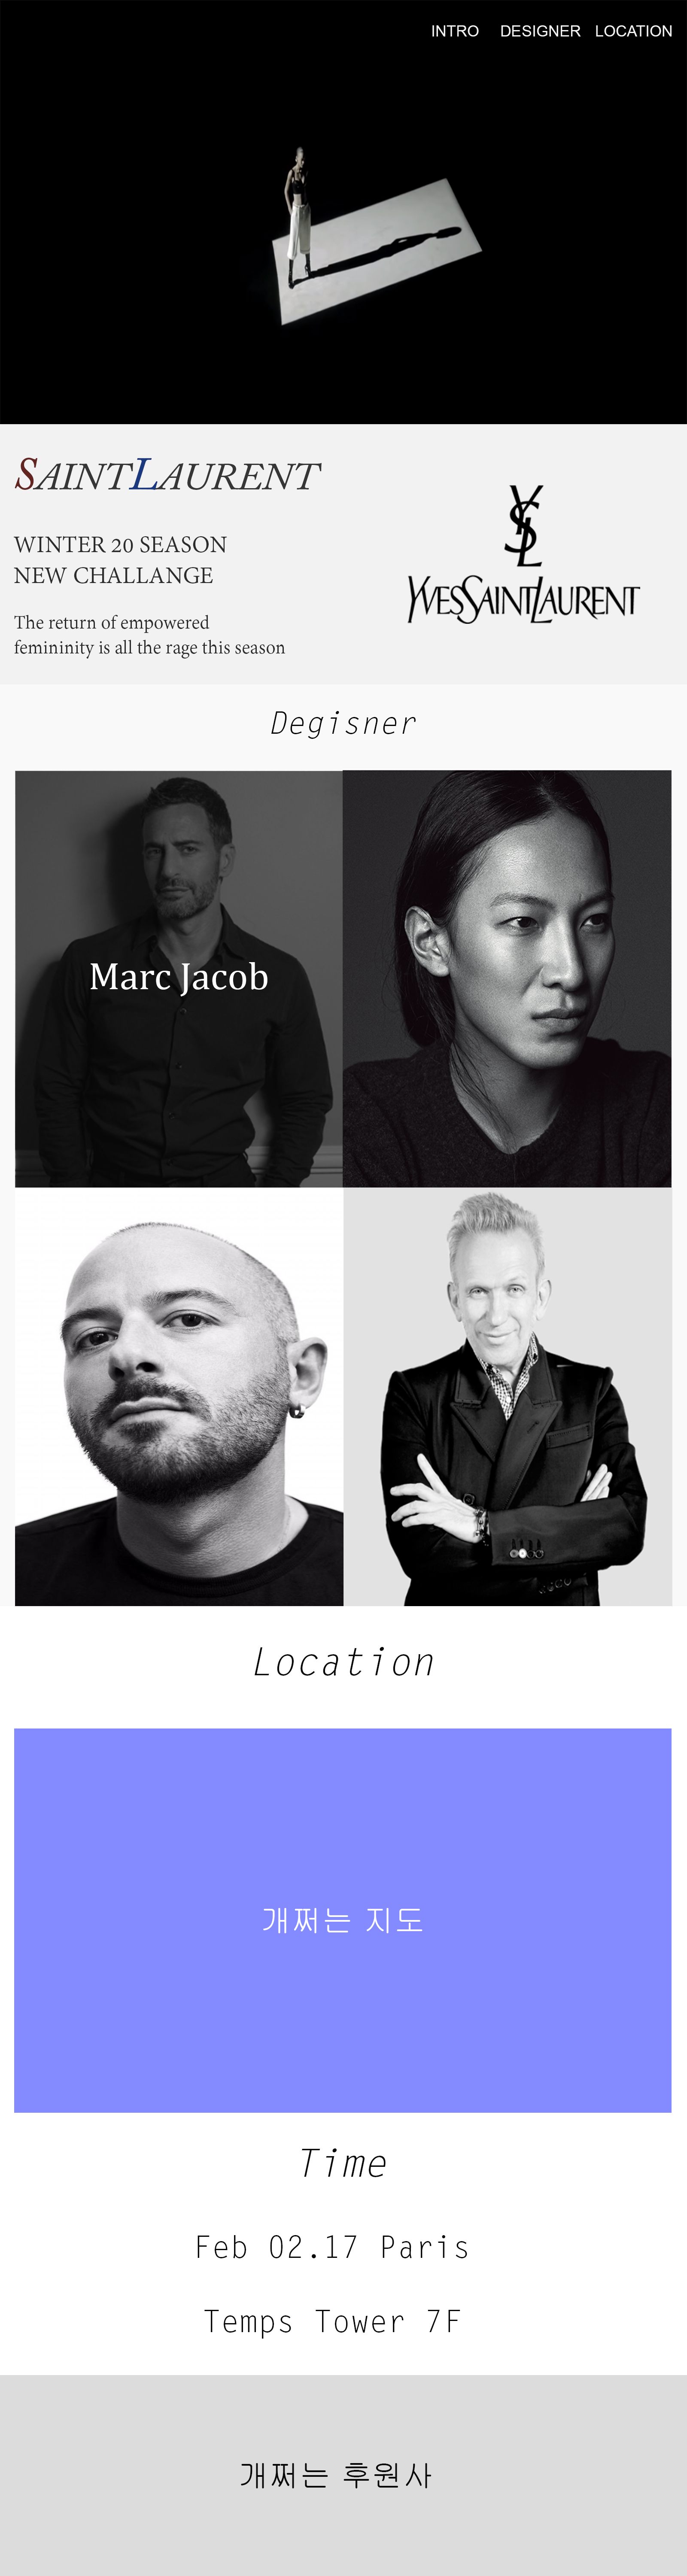 INTRO DESIGNER LOCATION
SAINTLAURENT
WINTER 20 SEASON
NEW CHALLANGE
The return of empowered
femininity is all the rage this season
YSL
YVESSAINTLAURENT
Degisner
Marc Jacob
Location
개쩌는 지도
Time
Feb 02.17 Paris
Temps Tower 7F
개쩌는 후원사